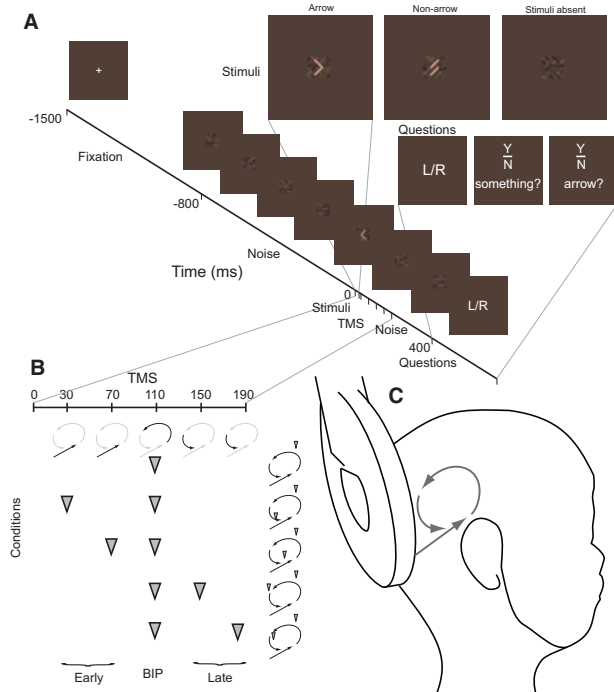 A
Arrow
Non-arrow
Stimuli absent
Stimuli
+
-1500
Fixation
-800
Noise
Time (ms)
0
Stimuli
TMS
Noise
400
Questions
L/R
Questions
L/R
Y
N
something?
Y
N
arrow?
B
TMS
0
30
70
110
150
190
Conditions
Early
BIP
Late
C